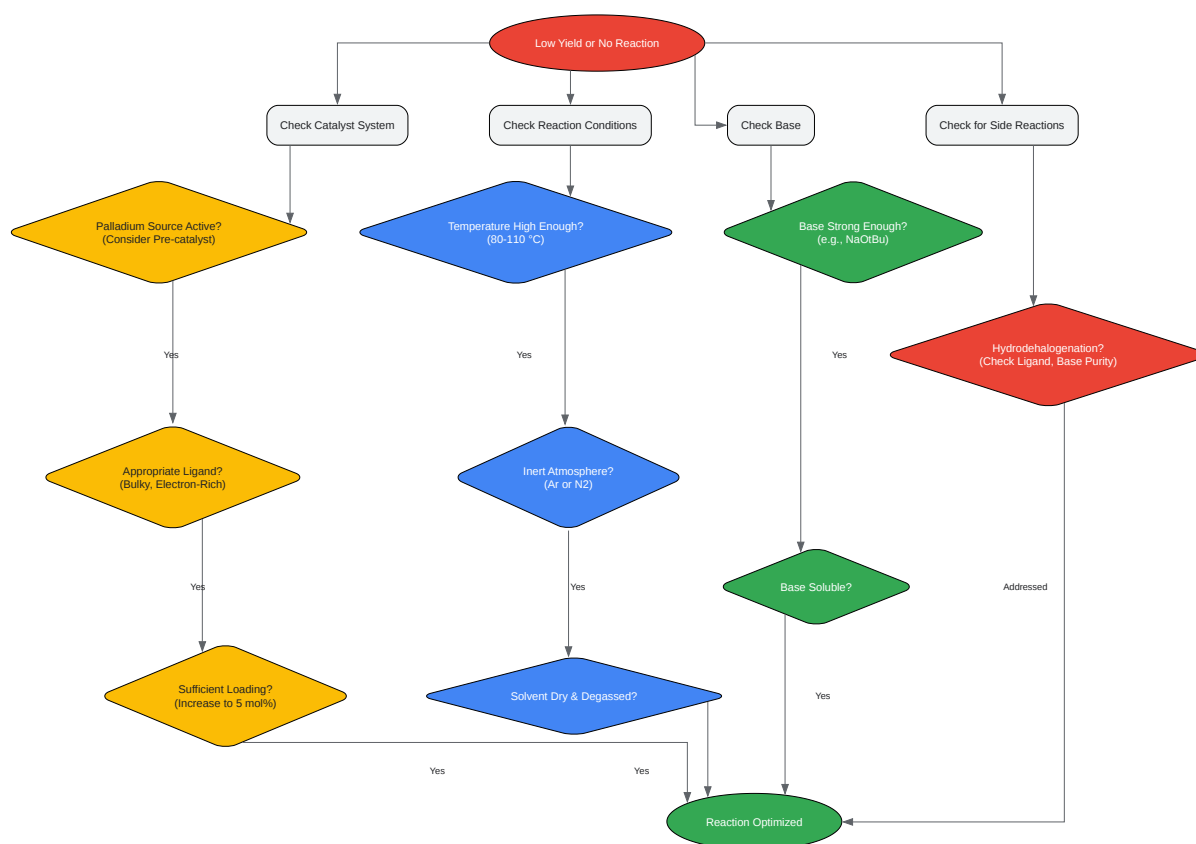 Low Yield or No Reaction
Check Catalyst System
Check Reaction Conditions
Check Base
Check for Side Reactions
Palladium Source Active?
(Consider Pre-catalyst)
Temperature High Enough?
(80-110 °C)
Base Strong Enough?
(e.g., NaOtBu)
Yes
Yes
Yes
Hydrodehalogenation?
(Check Ligand, Base Purity)
Appropriate Ligand?
(Bulky, Electron-Rich)
Inert Atmosphere?
(Ar or N2)
Yes
Yes
Base Soluble?
Addressed
Sufficient Loading?
(Increase to 5 mol%)
Solvent Dry & Degassed?
Yes
Yes
Yes
Reaction Optimized